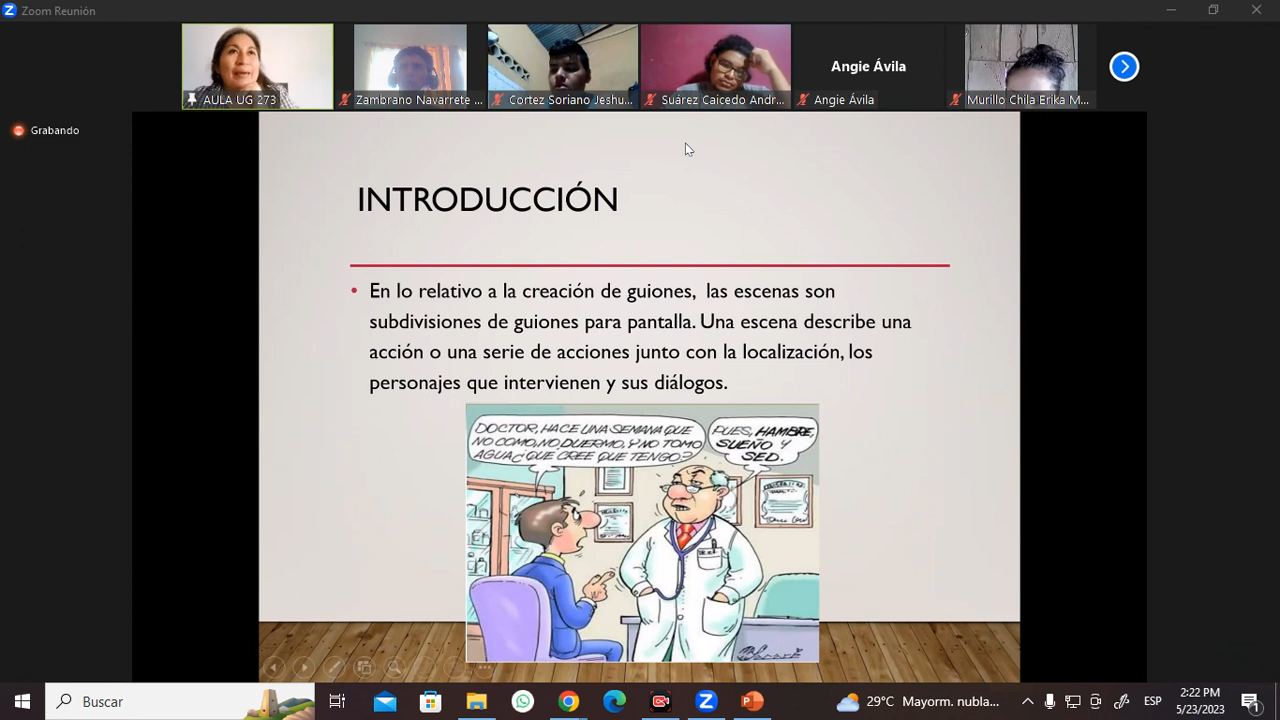 Zoom Reunión
AULA UG 273
Zambrano Navarrete ...
Cortez Soriano Jeshu...
Suárez Caicedo Andr...
Angie Ávila
Angie Ávila
Murillo Chila Erika M...
Grabando
INTRODUCCIÓN
• En lo relativo a la creación de guiones, las escenas son
subdivisiones de guiones para pantalla. Una escena describe una
acción o una serie de acciones junto con la localización, los
personajes que intervienen y sus diálogos.
DOCTOR, HACE UNA SEMANA QUE
NO COMO, NO DUERMO, Y NO TOMO
AGUA ¿QUÉ CREE QUE TENGO?
PUES, HAMBRE,
SUEÑO Y
SED.
Buscar
29°C Mayorm. nubla...
ESP
2:22 PM
5/23/2023